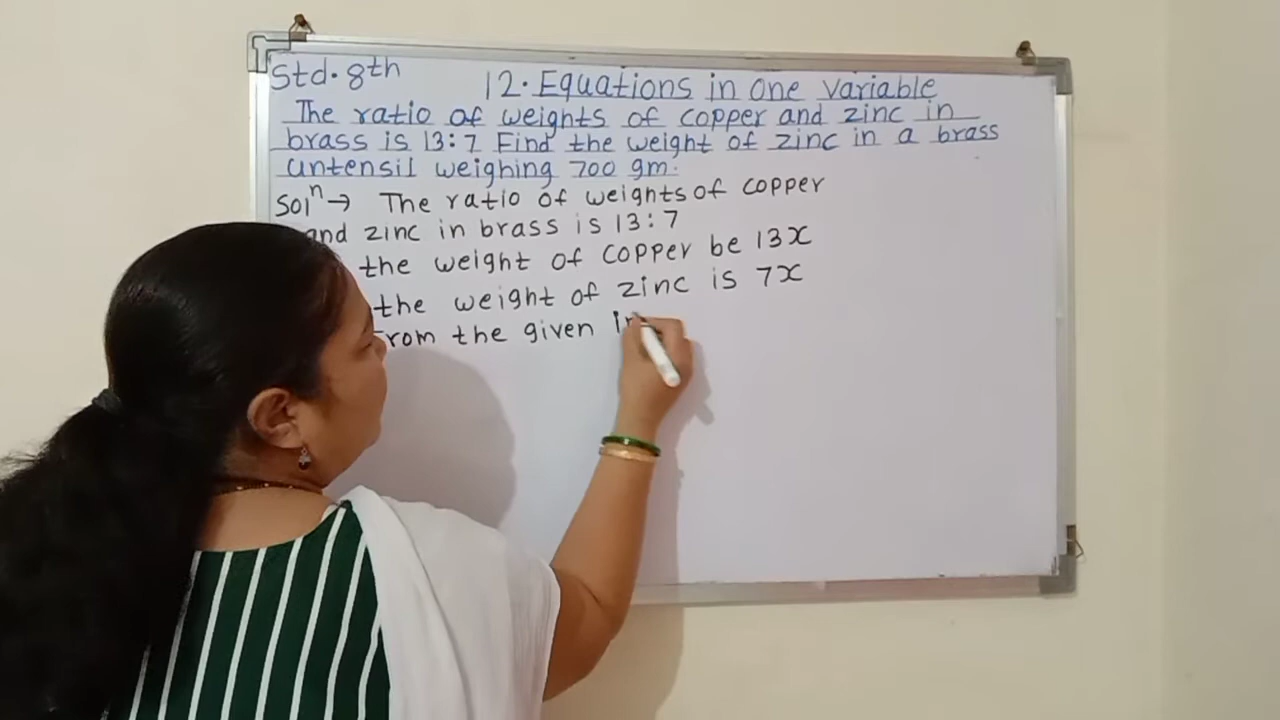 Std. 8th
12. Equations in one variable
The ratio of weights of copper and zinc in
brass is 13:7 Find the weight of zinc in a brass
untensil weighing 700 gm.
Solⁿ → The ratio of weights of copper
and zinc in brass is 13:7
the weight of copper be 13x
the weight of zinc is 7x
From the given in